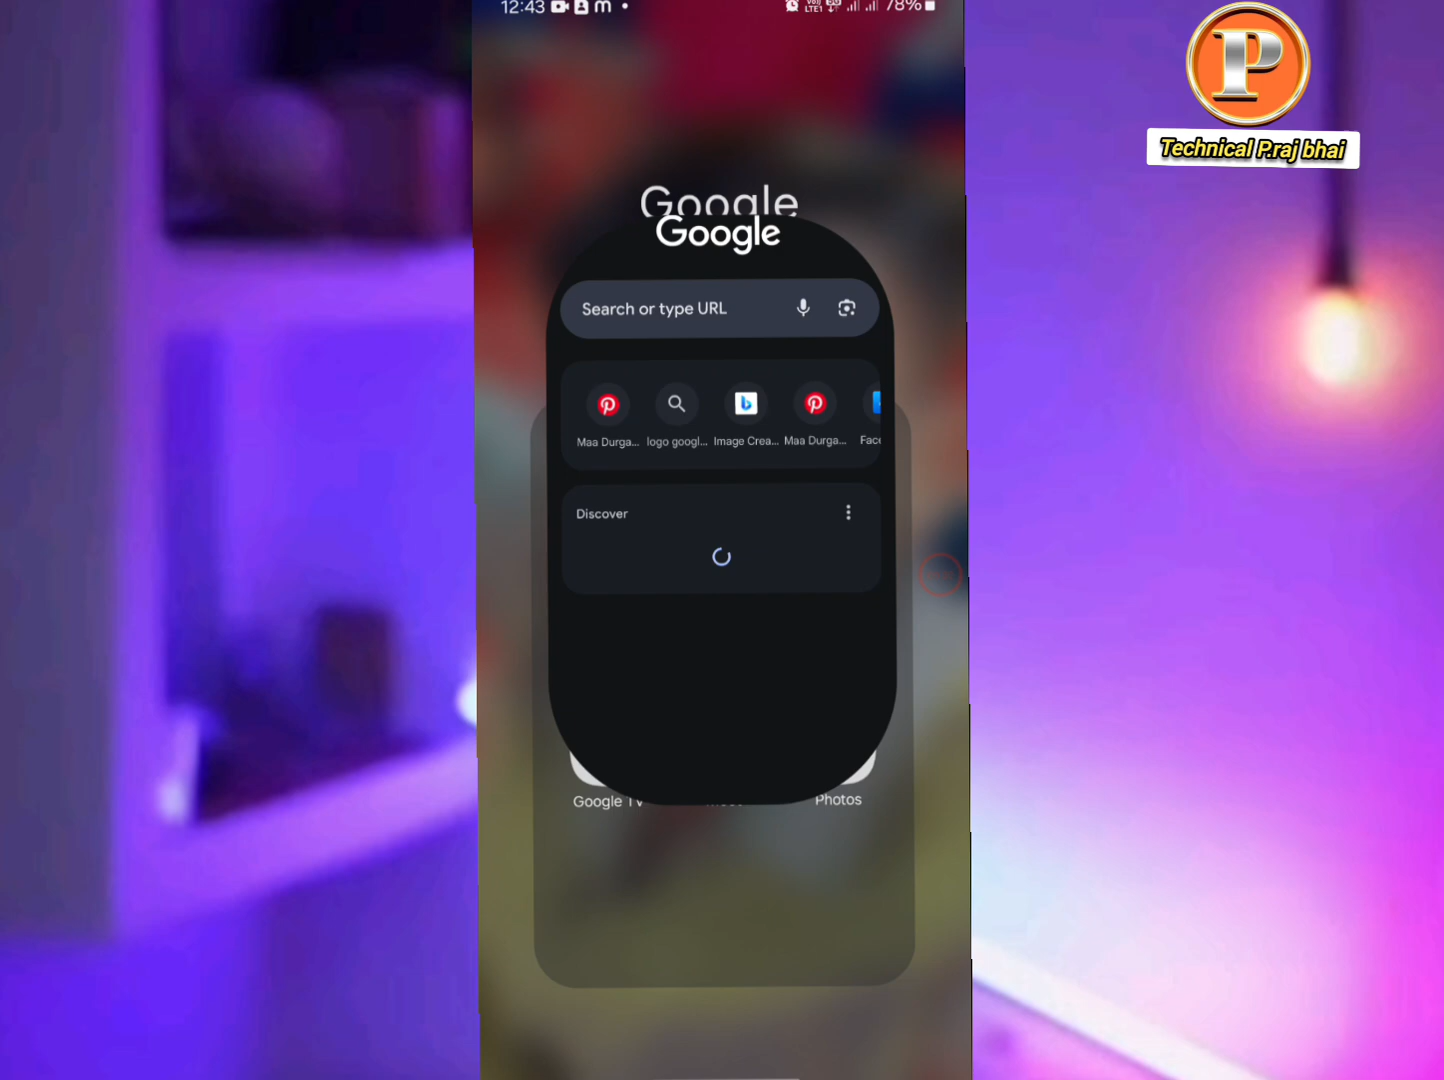 12:43 m
78%
P
Technical P.raj bhai
Google
Google
Search or type URL
Maa Durga... logo googl... Image Crea... Maa Durga... Face
Discover
Google TV Photos